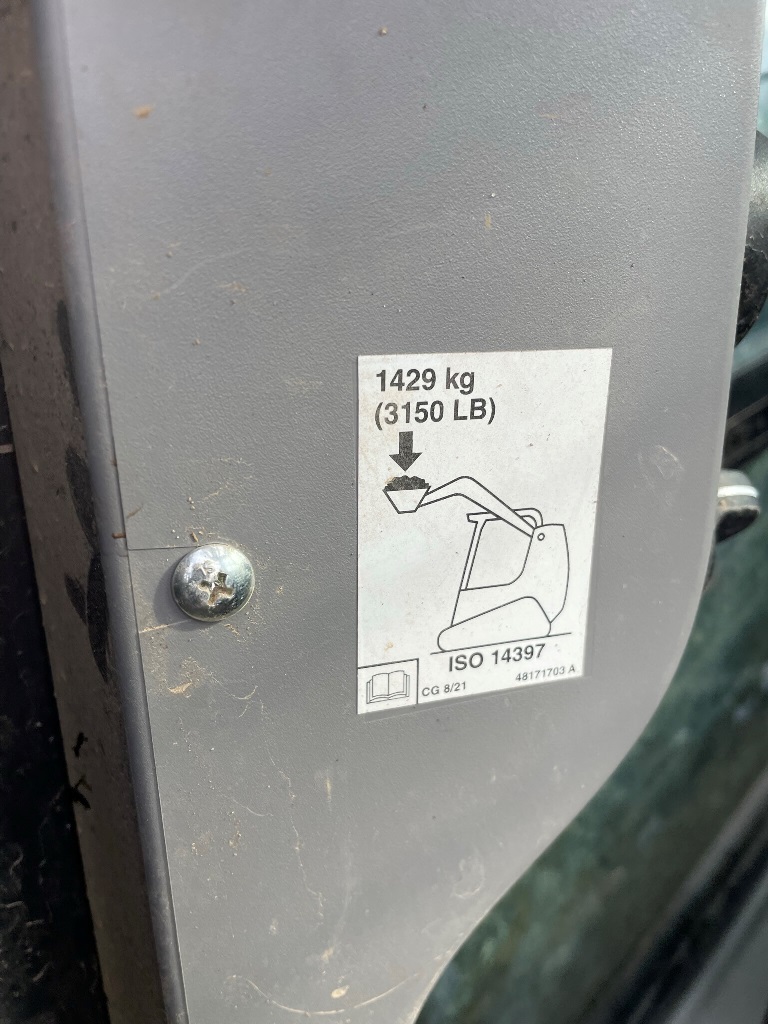 1429 kg
(3150 LB)
ISO 14397
CG 8/21 48171703 A